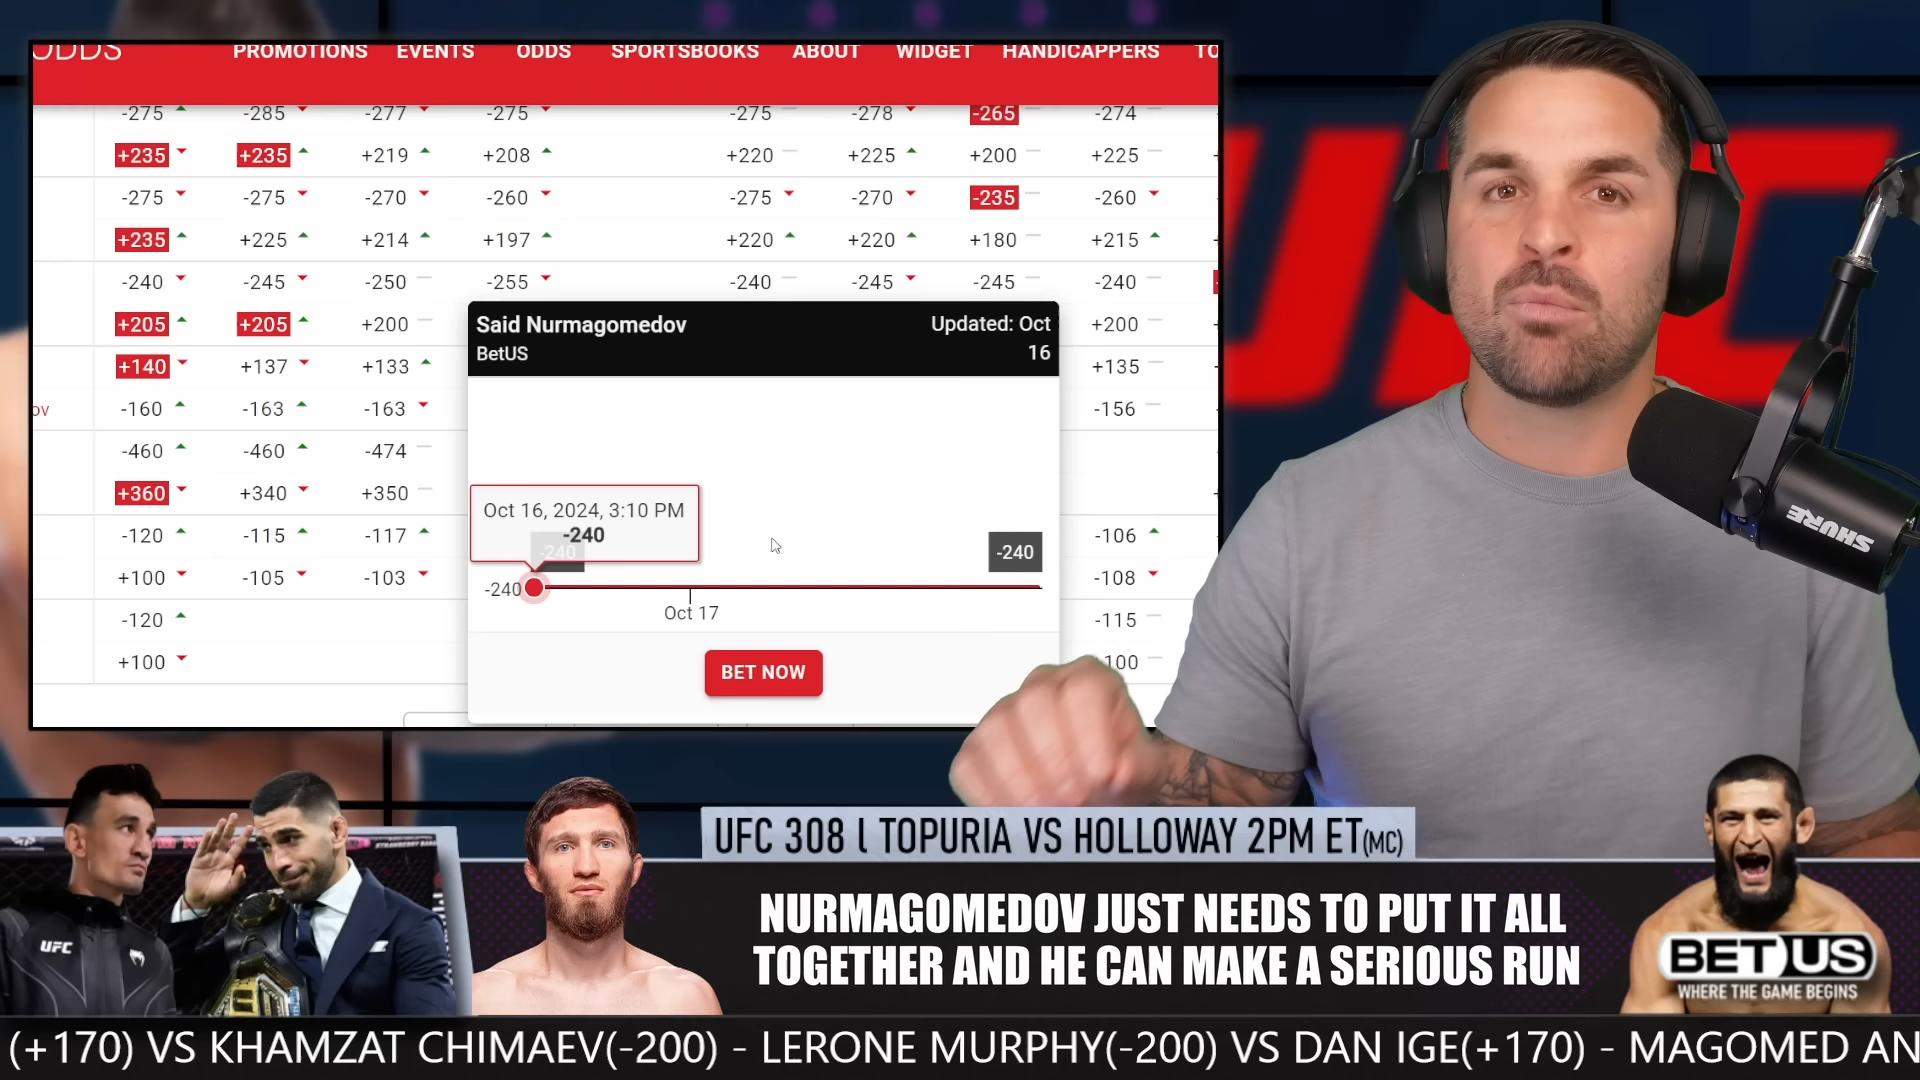 ODDS PROMOTIONS EVENTS ODDS SPORTSBOOKS ABOUT WIDGET HANDICAPPERS TO
-275 -285 -277 -275 -275 -278 -265 -274
+235 +235 +219 +208 +220 +225 +200 +225
-275 -275 -270 -260 -275 -270 -235 -260
+235 +225 +214 +197 +220 +220 +180 +215
-240 -245 -250 -255 -240 -245 -245 -240
+205 +205 +200 +200
+140 +137 +133 +135
ov -160 -163 -163 -156
-460 -460 -474
+360 +340 +350
-120 -115 -117 -106
+100 -105 -103 -108
-120 -115
+100 100
Said Nurmagomedov Updated: Oct
BetUS 16
Oct 16, 2024, 3:10 PM
-240
-240 -240
-240
Oct 17
BET NOW
UFC
SHURE
UFC 308 l TOPURIA VS HOLLOWAY 2PM ET(MC)
UFC
NURMAGOMEDOV JUST NEEDS TO PUT IT ALL
TOGETHER AND HE CAN MAKE A SERIOUS RUN
BETUS
WHERE THE GAME BEGINS
(+170) VS KHAMZAT CHIMAEV(-200) - LERONE MURPHY(-200) VS DAN IGE(+170) - MAGOMED AN